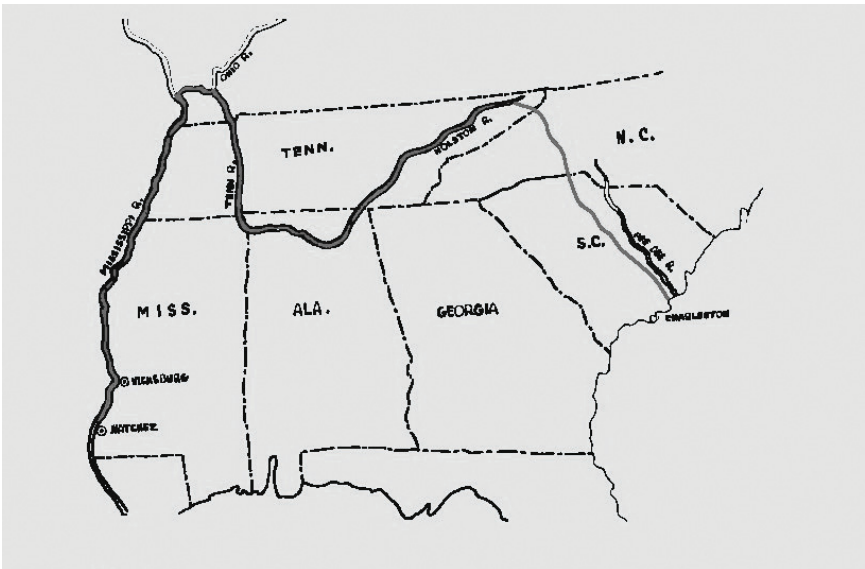 OHIO R.
TENN.
HOLSTON R.
N.C.
TENN R.
MISSISSIPPI R.
S.C.
PEE DEE R.
MISS.
ALA.
GEORGIA
CHARLESTON
VICKSBURG
NATCHEZ